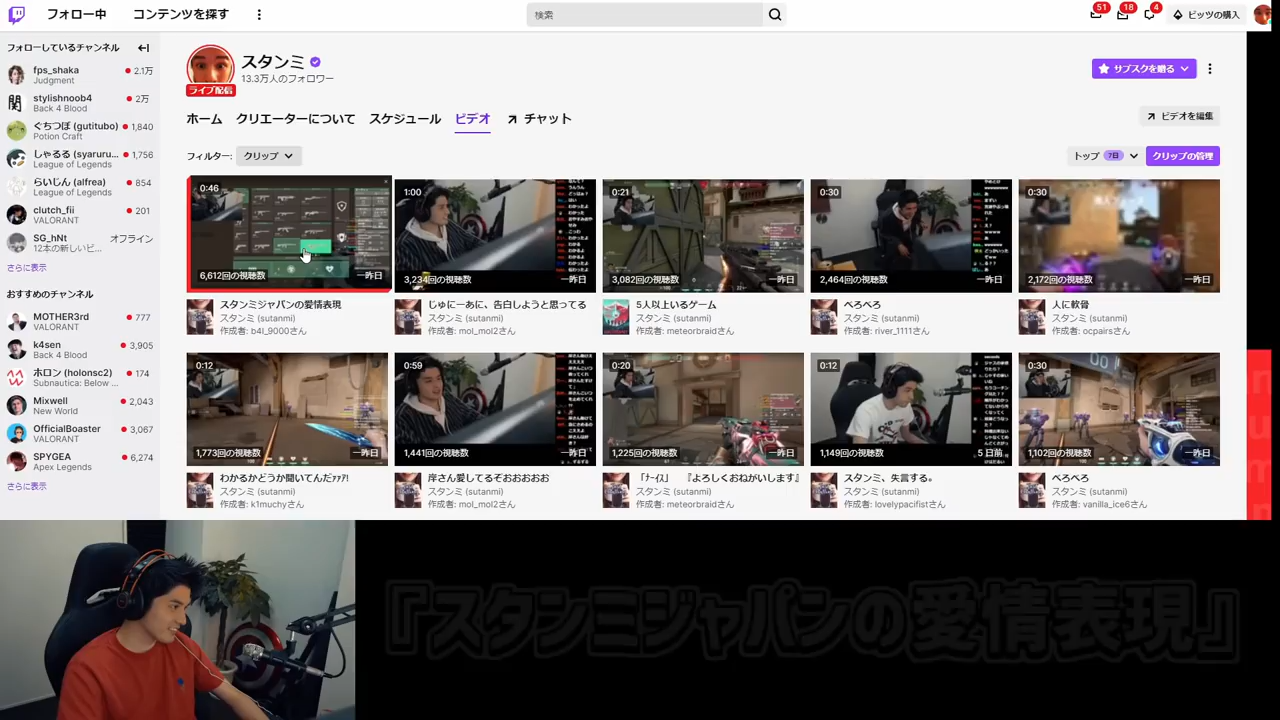 フォロー中
コンテンツを探す
検索
51
18
4
ビッツの購入
フォローしているチャンネル
fps_shaka
2.1万
Judgment
stylishnoob4
2万
Back 4 Blood
ぐちつぼ (gutitubo)
1,840
Potion Craft
しゃるる (syaruru...
1,756
League of Legends
らいじん (alfrea)
854
League of Legends
clutch_fii
201
VALORANT
SG_hNt
オフライン
12本の新しいビ...
さらに表示
おすすめのチャンネル
MOTHER3rd
777
VALORANT
k4sen
3,905
Back 4 Blood
ホロン (holonsc2)
174
Subnautica: Below ...
Mixwell
2,043
New World
OfficialBoaster
3,067
VALORANT
SPYGEA
6,274
Apex Legends
さらに表示
スタンミ
13.3万人のフォロワー
ライブ配信
サブスクを贈る
ホーム
クリエーターについて
スケジュール
ビデオ
チャット
ビデオを編集
フィルター:
クリップ
トップ
7日
クリップの管理
0:46
6,612回の視聴数
一昨日
スタンミジャパンの愛情表現
スタンミ (sutanmi)
作成者: b4l_9000さん
1:00
3,234回の視聴数
一昨日
じゅにーあに、告白しようと思ってる
スタンミ (sutanmi)
作成者: mol_mol2さん
0:21
3,082回の視聴数
一昨日
5人以上いるゲーム
スタンミ (sutanmi)
作成者: meteorbraidさん
0:30
2,464回の視聴数
一昨日
べろべろ
スタンミ (sutanmi)
作成者: river_1111さん
0:30
2,172回の視聴数
一昨日
人に軟骨
スタンミ (sutanmi)
作成者: ocpairsさん
0:12
1,773回の視聴数
一昨日
わかるかどうか聞いてんだァァ!
スタンミ (sutanmi)
作成者: k1muchyさん
0:59
1,441回の視聴数
一昨日
岸さん愛してるぞおおおおお
スタンミ (sutanmi)
作成者: mol_mol2さん
0:20
1,225回の視聴数
一昨日
「ﾅｰｲｽ」 『よろしくおねがいします』
スタンミ (sutanmi)
作成者: meteorbraidさん
0:12
1,149回の視聴数
5 日前
スタンミ、失言する。
スタンミ (sutanmi)
作成者: lovelypacifistさん
0:30
1,102回の視聴数
一昨日
べろべろ
スタンミ (sutanmi)
作成者: vanilla_ice6さん
『スタンミジャパンの愛情表現』